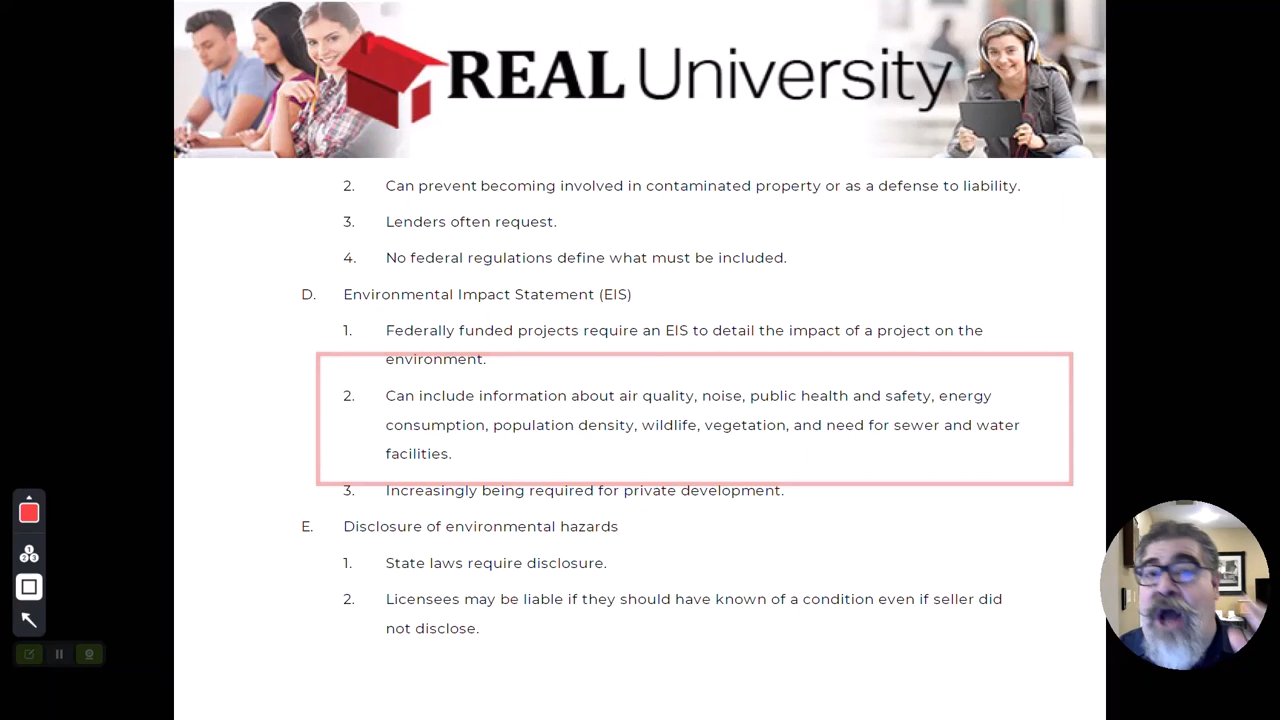 REAL University
2. Can prevent becoming involved in contaminated property or as a defense to liability.
3. Lenders often request.
4. No federal regulations define what must be included.
D. Environmental Impact Statement (EIS)
1. Federally funded projects require an EIS to detail the impact of a project on the
environment.
2. Can include information about air quality, noise, public health and safety, energy
consumption, population density, wildlife, vegetation, and need for sewer and water
facilities.
3. Increasingly being required for private development.
E. Disclosure of environmental hazards
1. State laws require disclosure.
2. Licensees may be liable if they should have known of a condition even if seller did
not disclose.